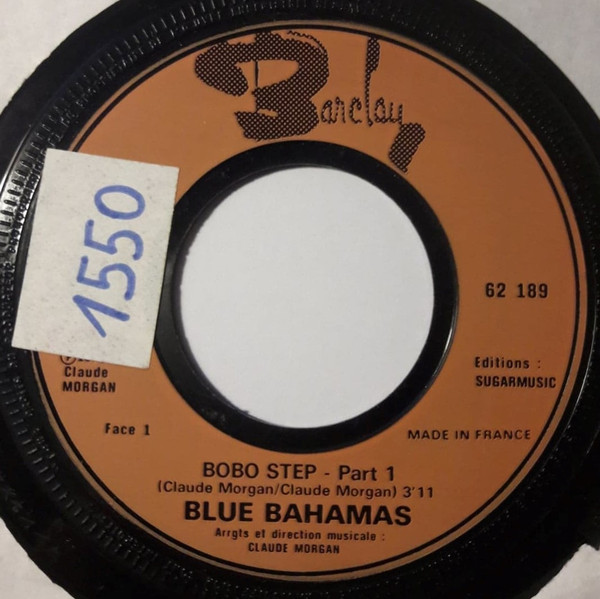 Barclay
1550
62 189
℗
Claude
MORGAN
Editions :
SUGARMUSIC
Face 1
MADE IN FRANCE
BOBO STEP - Part 1
(Claude Morgan/Claude Morgan) 3'11
BLUE BAHAMAS
Arrgts et direction musicale :
CLAUDE MORGAN